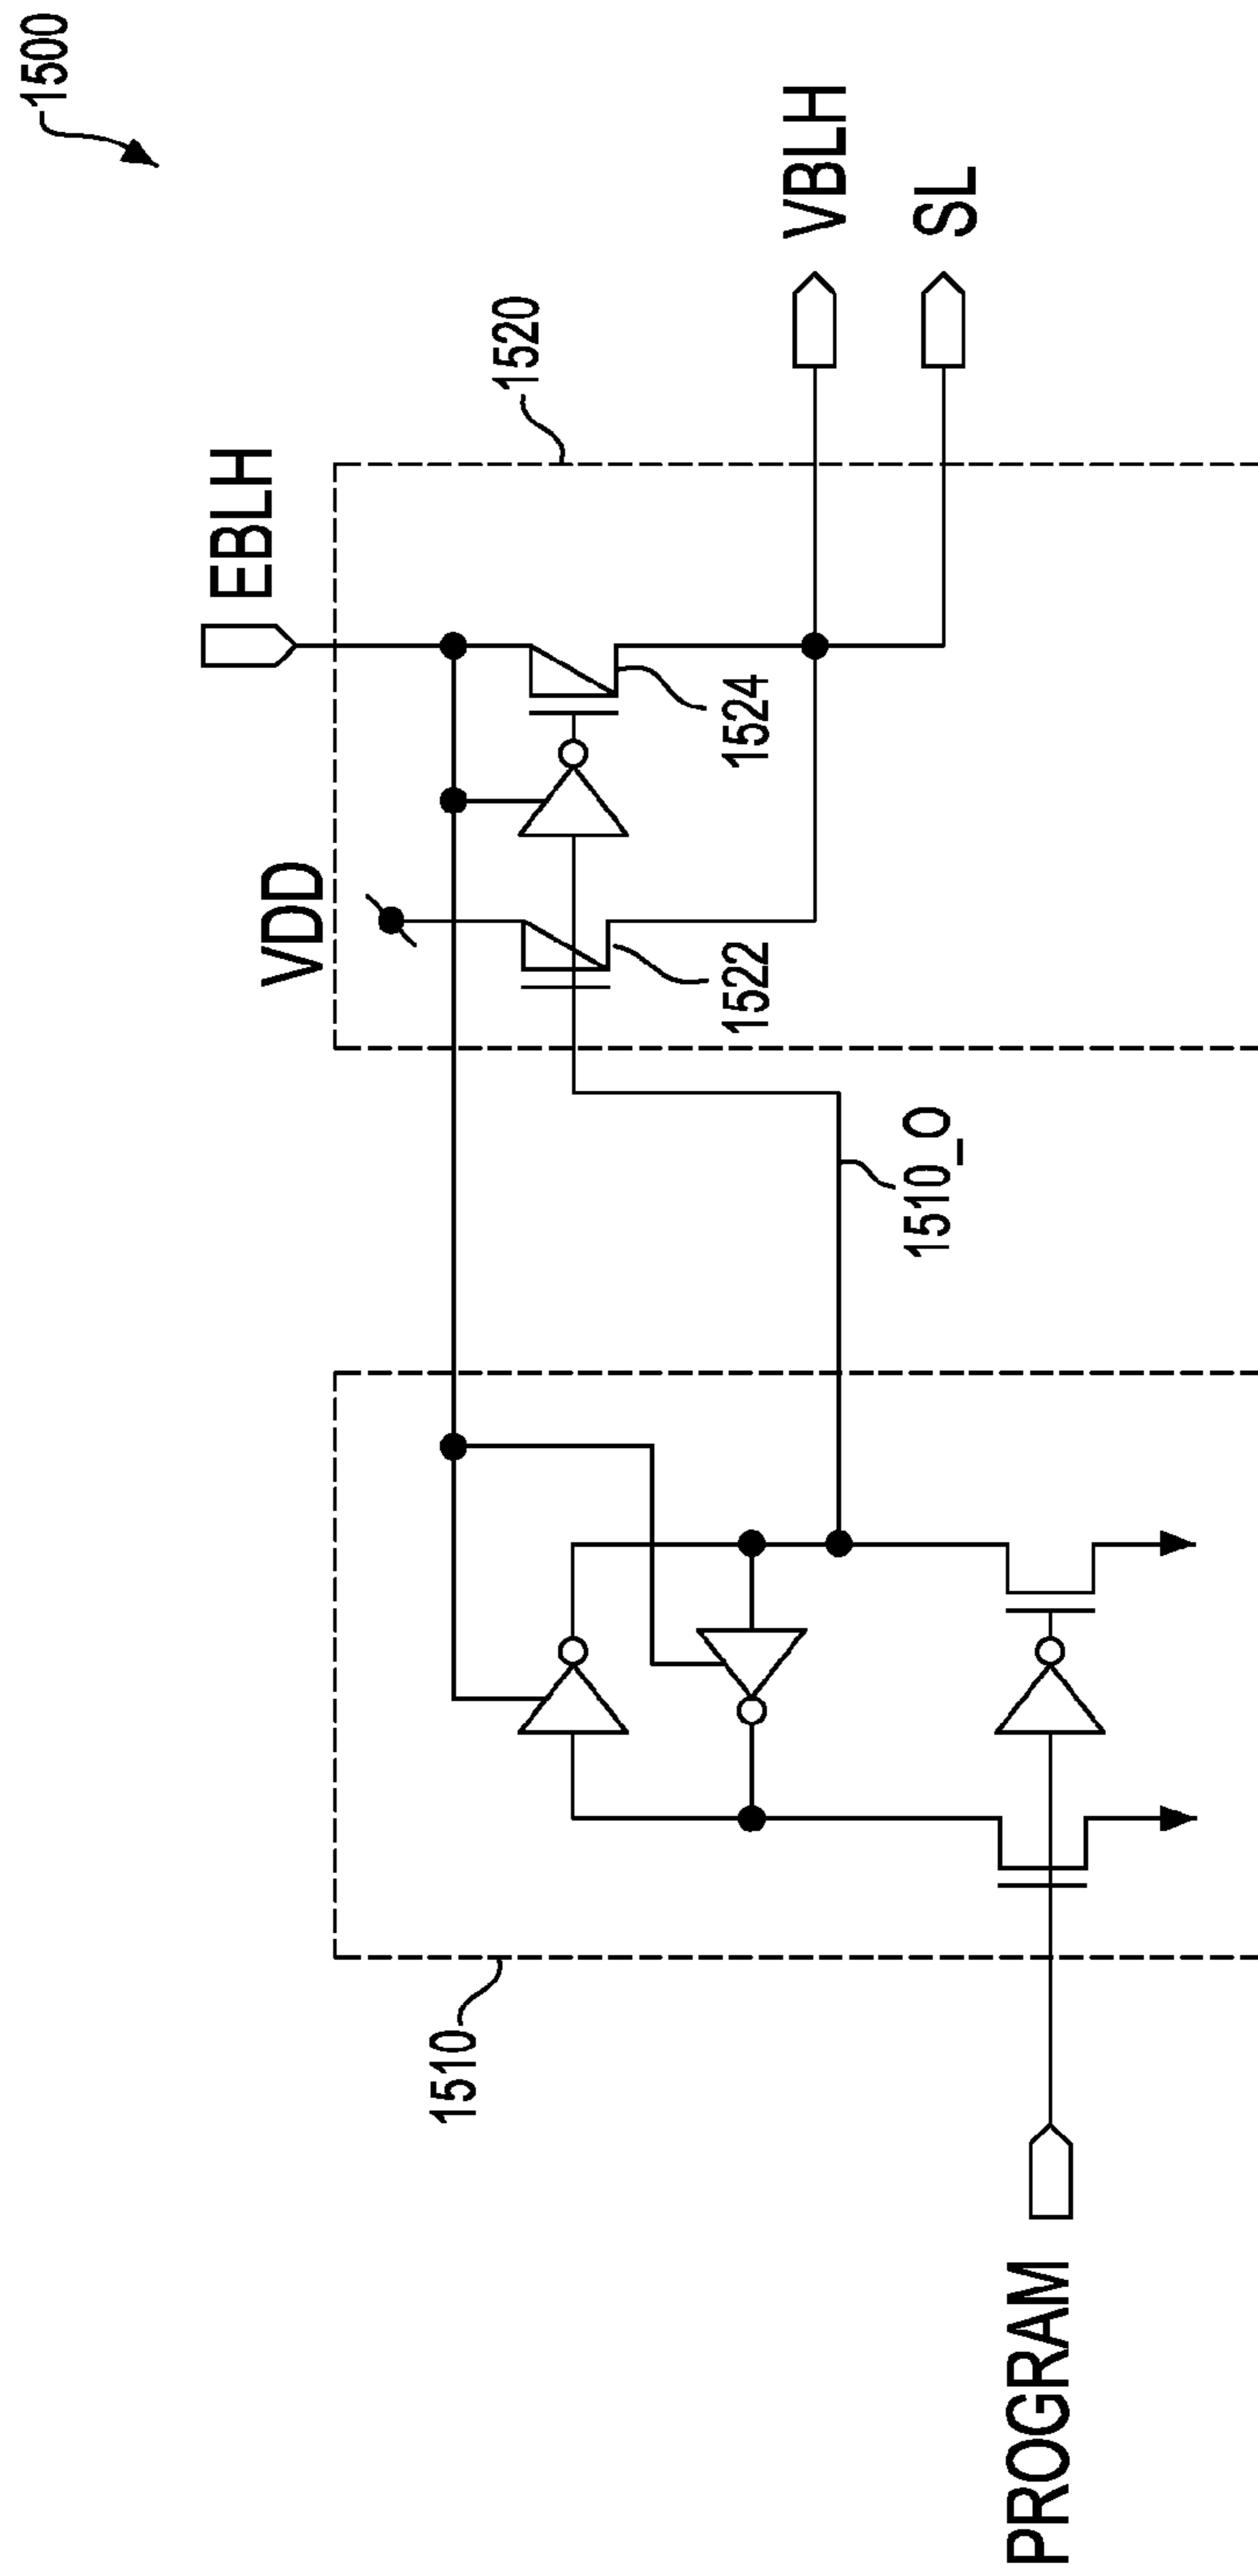 1500
EBLH
1520
VDD
VBLH
SL
1524
1522
1510_O
1510
PROGRAM